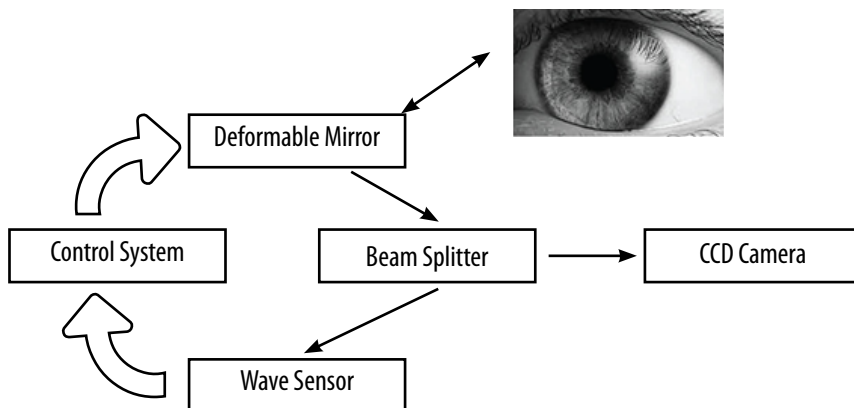 Deformable Mirror
Control System
Beam Splitter
CCD Camera
Wave Sensor